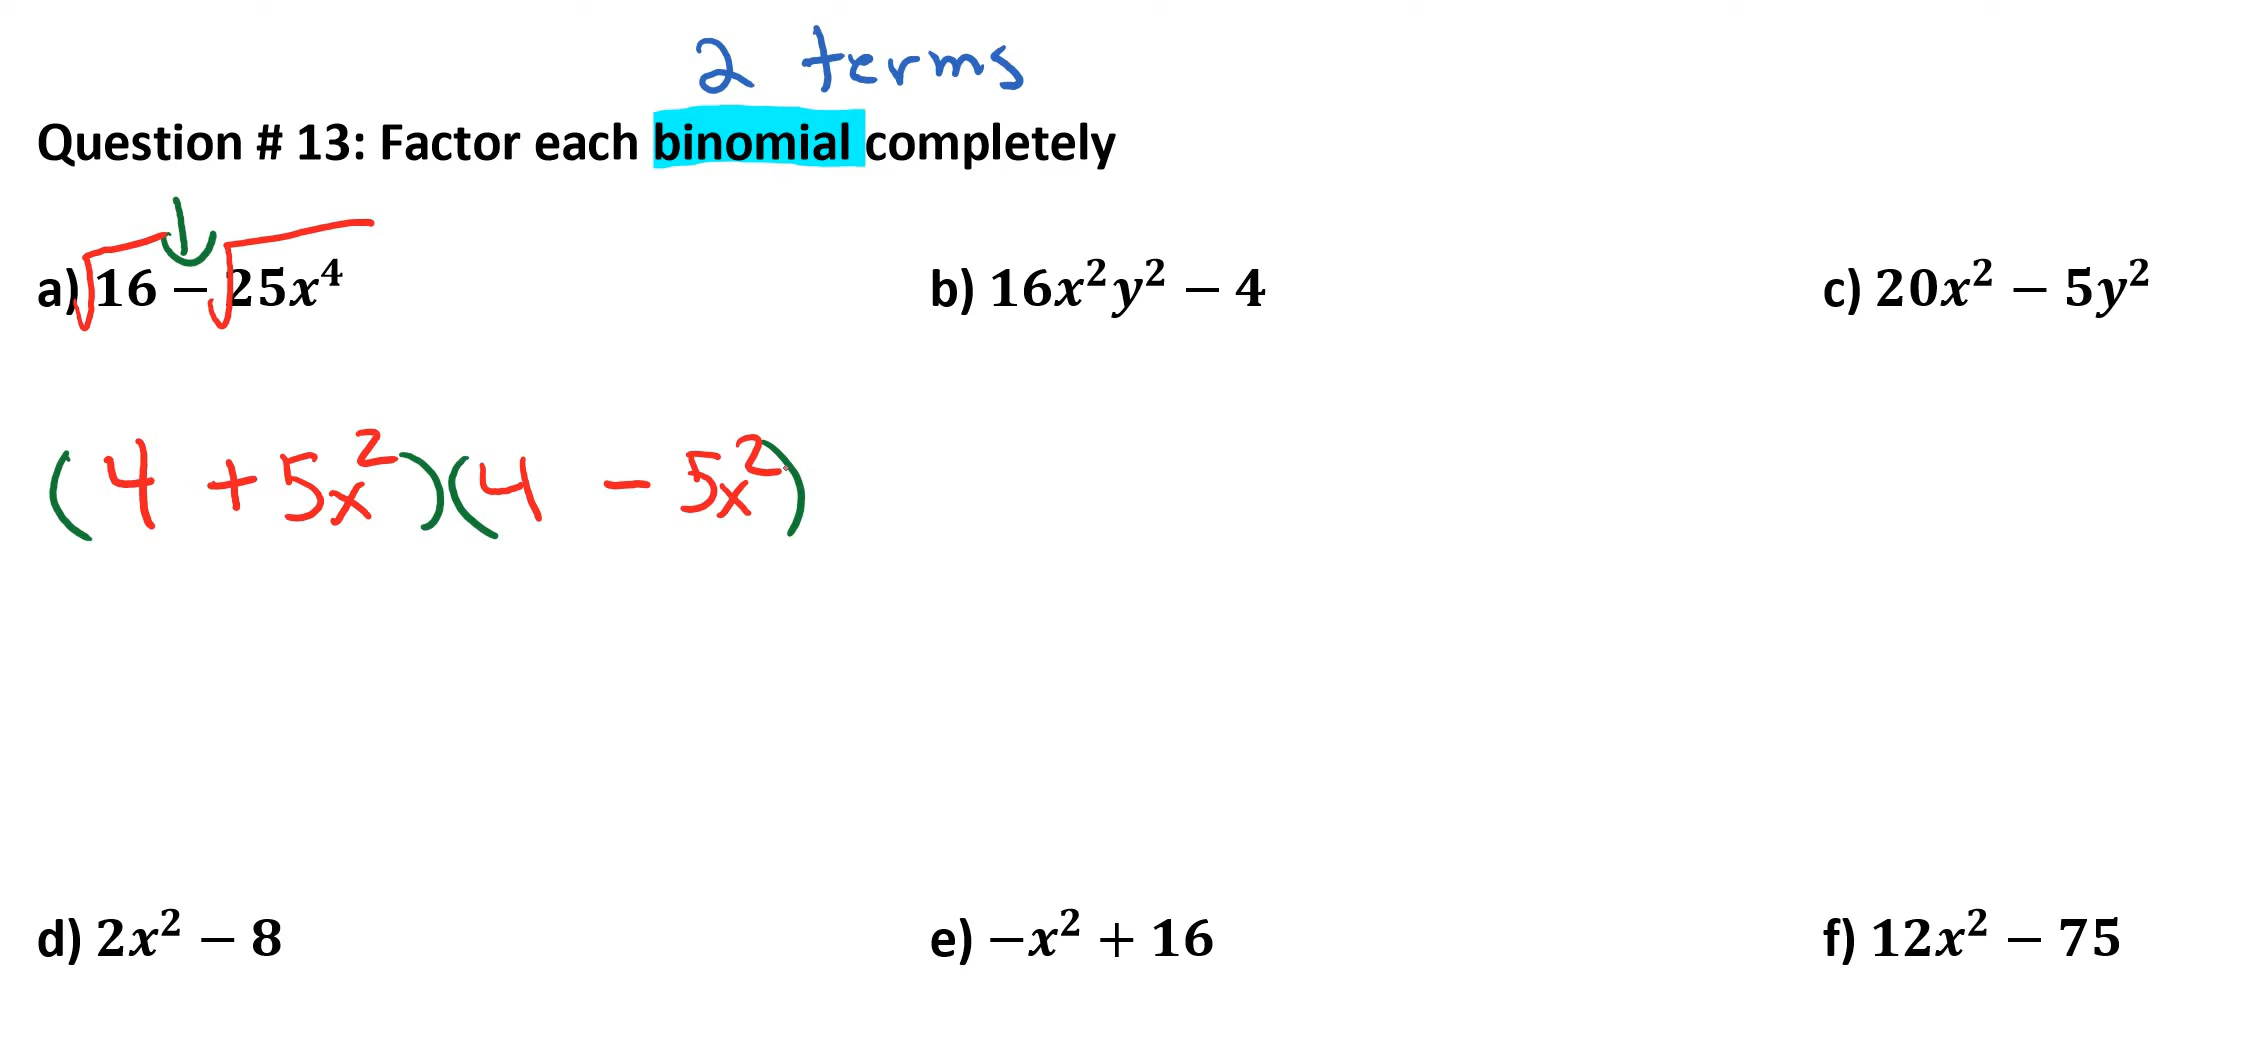 2 terms
Question # 13: Factor each binomial completely
a) √16 − √25x⁴ b) 16x²y² − 4 c) 20x² − 5y²
(4 + 5x²)(4 − 5x²)
d) 2x² − 8 e) −x² + 16 f) 12x² − 75